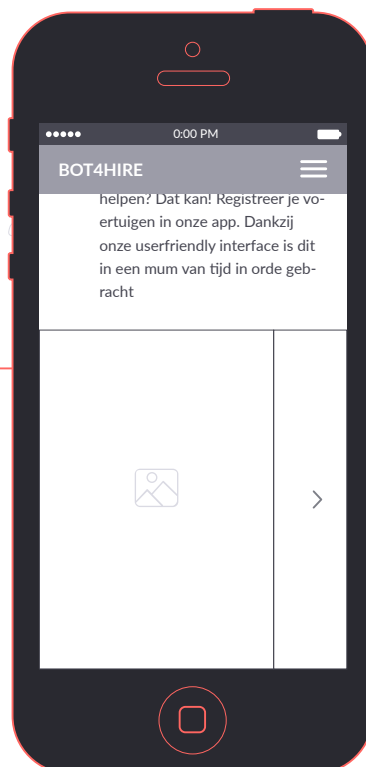 0:00 PM
BOT4HIRE
helpen? Dat kan! Registreer je vo-
ertuigen in onze app. Dankzij
onze userfriendly interface is dit
in een mum van tijd in orde geb-
racht